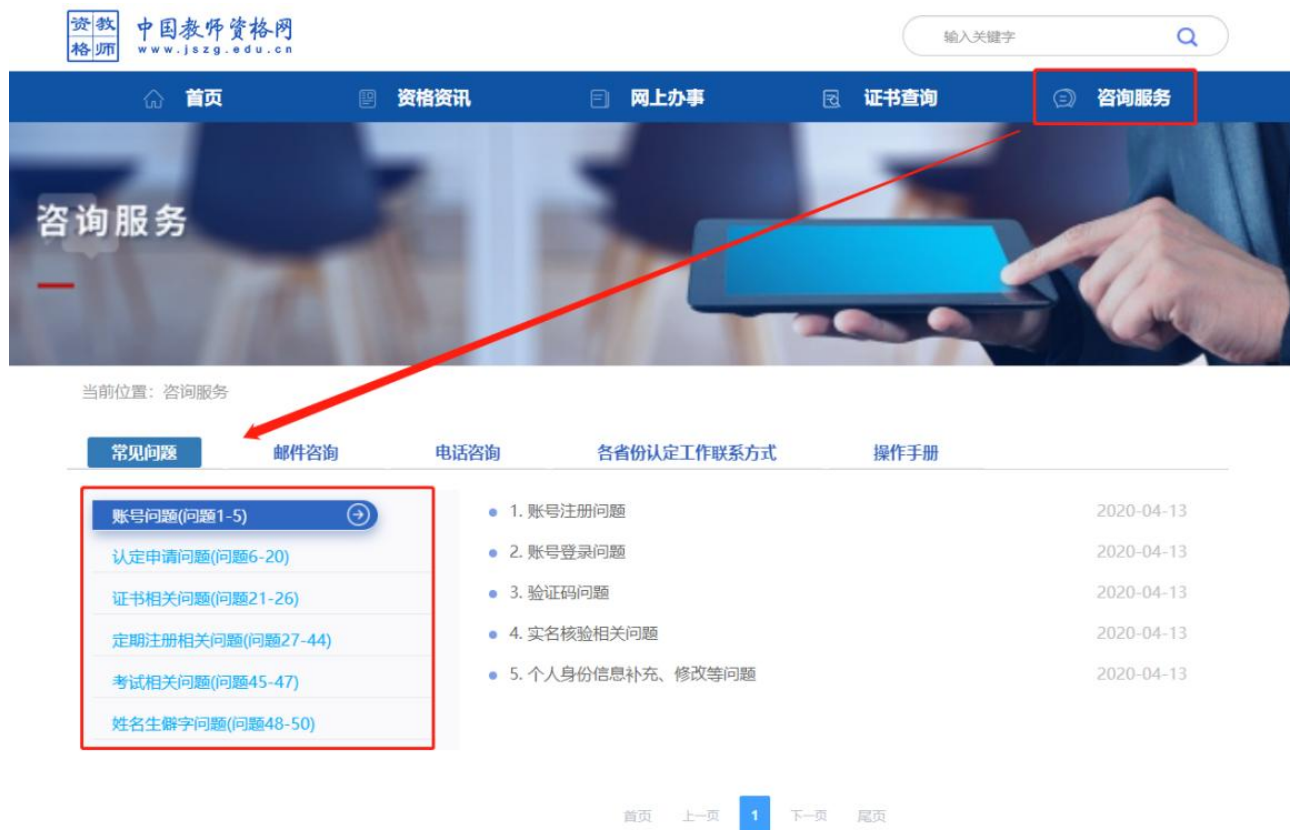 资教 中国教师资格网
格师 www.jszg.edu.cn
输入关键字
首页 资格资讯 网上办事 证书查询 咨询服务
咨询服务
当前位置：咨询服务
常见问题 邮件咨询 电话咨询 各省份认定工作联系方式 操作手册
账号问题(问题1-5)
认定申请问题(问题6-20)
证书相关问题(问题21-26)
定期注册相关问题(问题27-44)
考试相关问题(问题45-47)
姓名生僻字问题(问题48-50)
1. 账号注册问题 2020-04-13
2. 账号登录问题 2020-04-13
3. 验证码问题 2020-04-13
4. 实名核验相关问题 2020-04-13
5. 个人身份信息补充、修改等问题 2020-04-13
首页 上一页 1 下一页 尾页